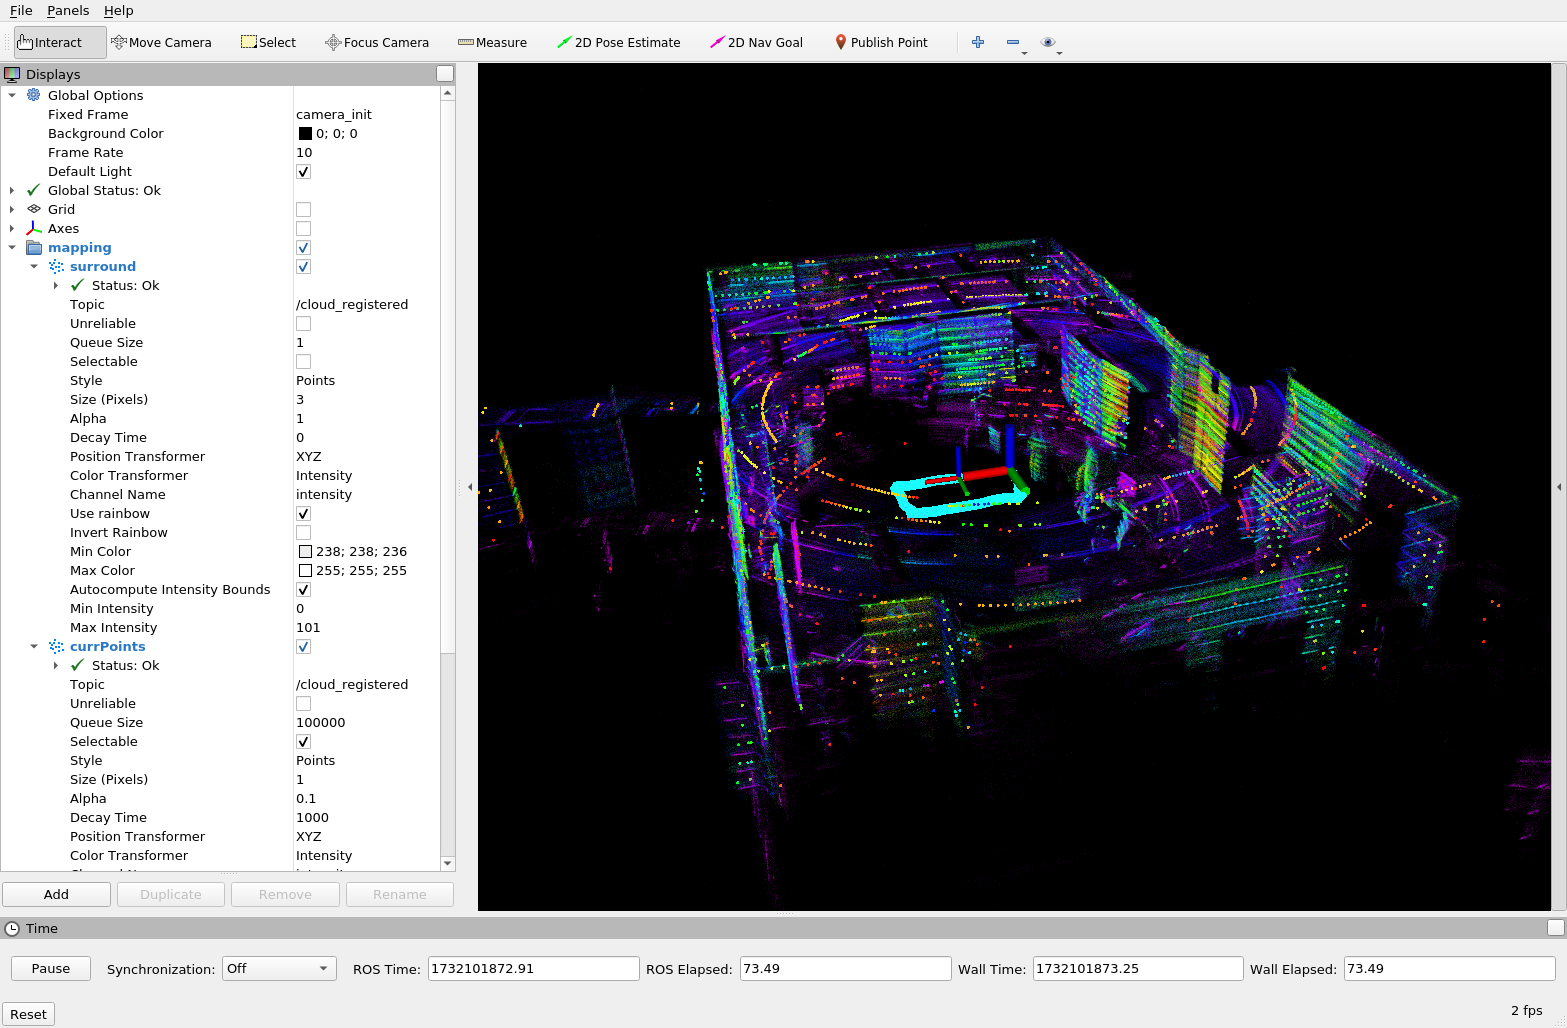 File Panels Help
Interact Move Camera Select Focus Camera Measure 2D Pose Estimate 2D Nav Goal Publish Point
Displays
Global Options
Fixed Frame camera_init
Background Color 0; 0; 0
Frame Rate 10
Default Light
Global Status: Ok
Grid
Axes
mapping
surround
Status: Ok
Topic /cloud_registered
Unreliable
Queue Size 1
Selectable
Style Points
Size (Pixels) 3
Alpha 1
Decay Time 0
Position Transformer XYZ
Color Transformer Intensity
Channel Name intensity
Use rainbow
Invert Rainbow
Min Color 238; 238; 236
Max Color 255; 255; 255
Autocompute Intensity Bounds
Min Intensity 0
Max Intensity 101
currPoints
Status: Ok
Topic /cloud_registered
Unreliable
Queue Size 100000
Selectable
Style Points
Size (Pixels) 1
Alpha 0.1
Decay Time 1000
Position Transformer XYZ
Color Transformer Intensity
Add Duplicate Remove Rename
Time
Pause Synchronization: Off ROS Time: 1732101872.91 ROS Elapsed: 73.49 Wall Time: 1732101873.25 Wall Elapsed: 73.49
Reset 2 fps